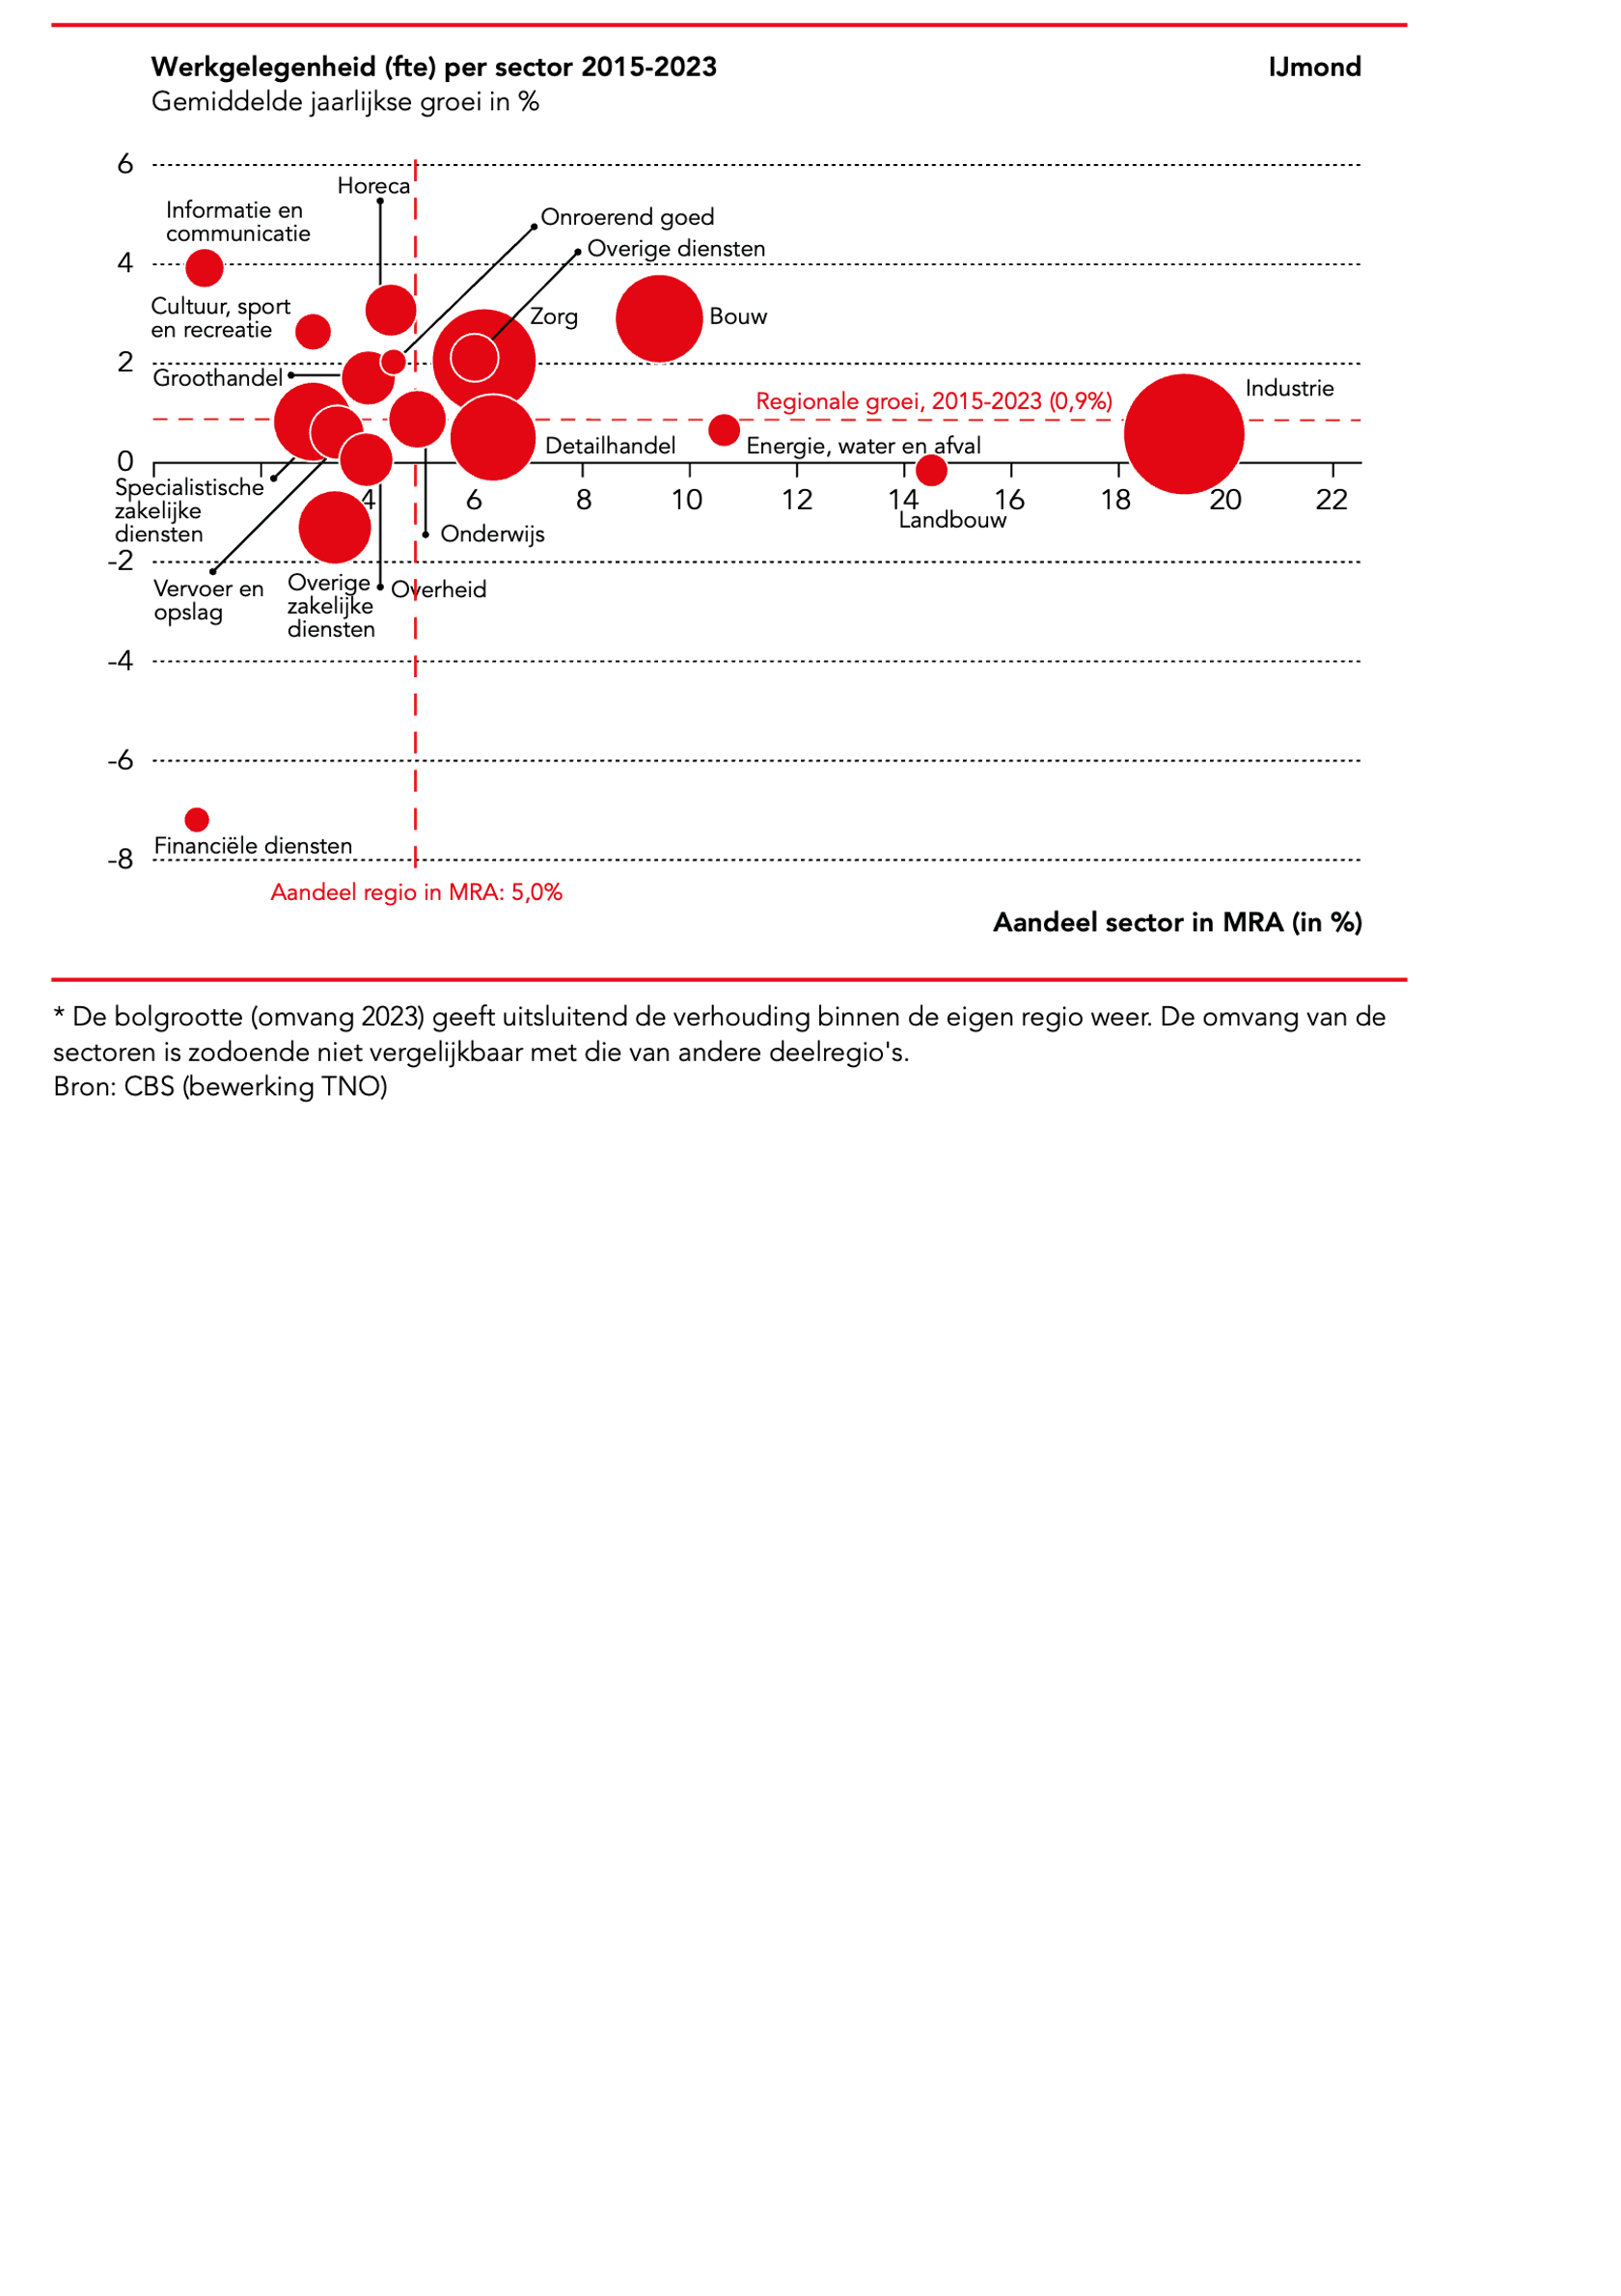 Werkgelegenheid (fte) per sector 2015-2023
IJmond
Gemiddelde jaarlijkse groei in %
6
Horeca
Informatie en
communicatie
Onroerend goed
Overige diensten
4
Cultuur, sport
en recreatie
Zorg
Bouw
2
Groothandel
Industrie
Regionale groei, 2015-2023 (0,9%)
Detailhandel
Energie, water en afval
0
4
6
8
10
12
14
16
18
20
22
Specialistische
zakelijke
diensten
Landbouw
Onderwijs
-2
Vervoer en
opslag
Overige
zakelijke
diensten
Overheid
-4
-6
Financiële diensten
-8
Aandeel regio in MRA: 5,0%
Aandeel sector in MRA (in %)
* De bolgrootte (omvang 2023) geeft uitsluitend de verhouding binnen de eigen regio weer. De omvang van de
sectoren is zodoende niet vergelijkbaar met die van andere deelregio's.
Bron: CBS (bewerking TNO)